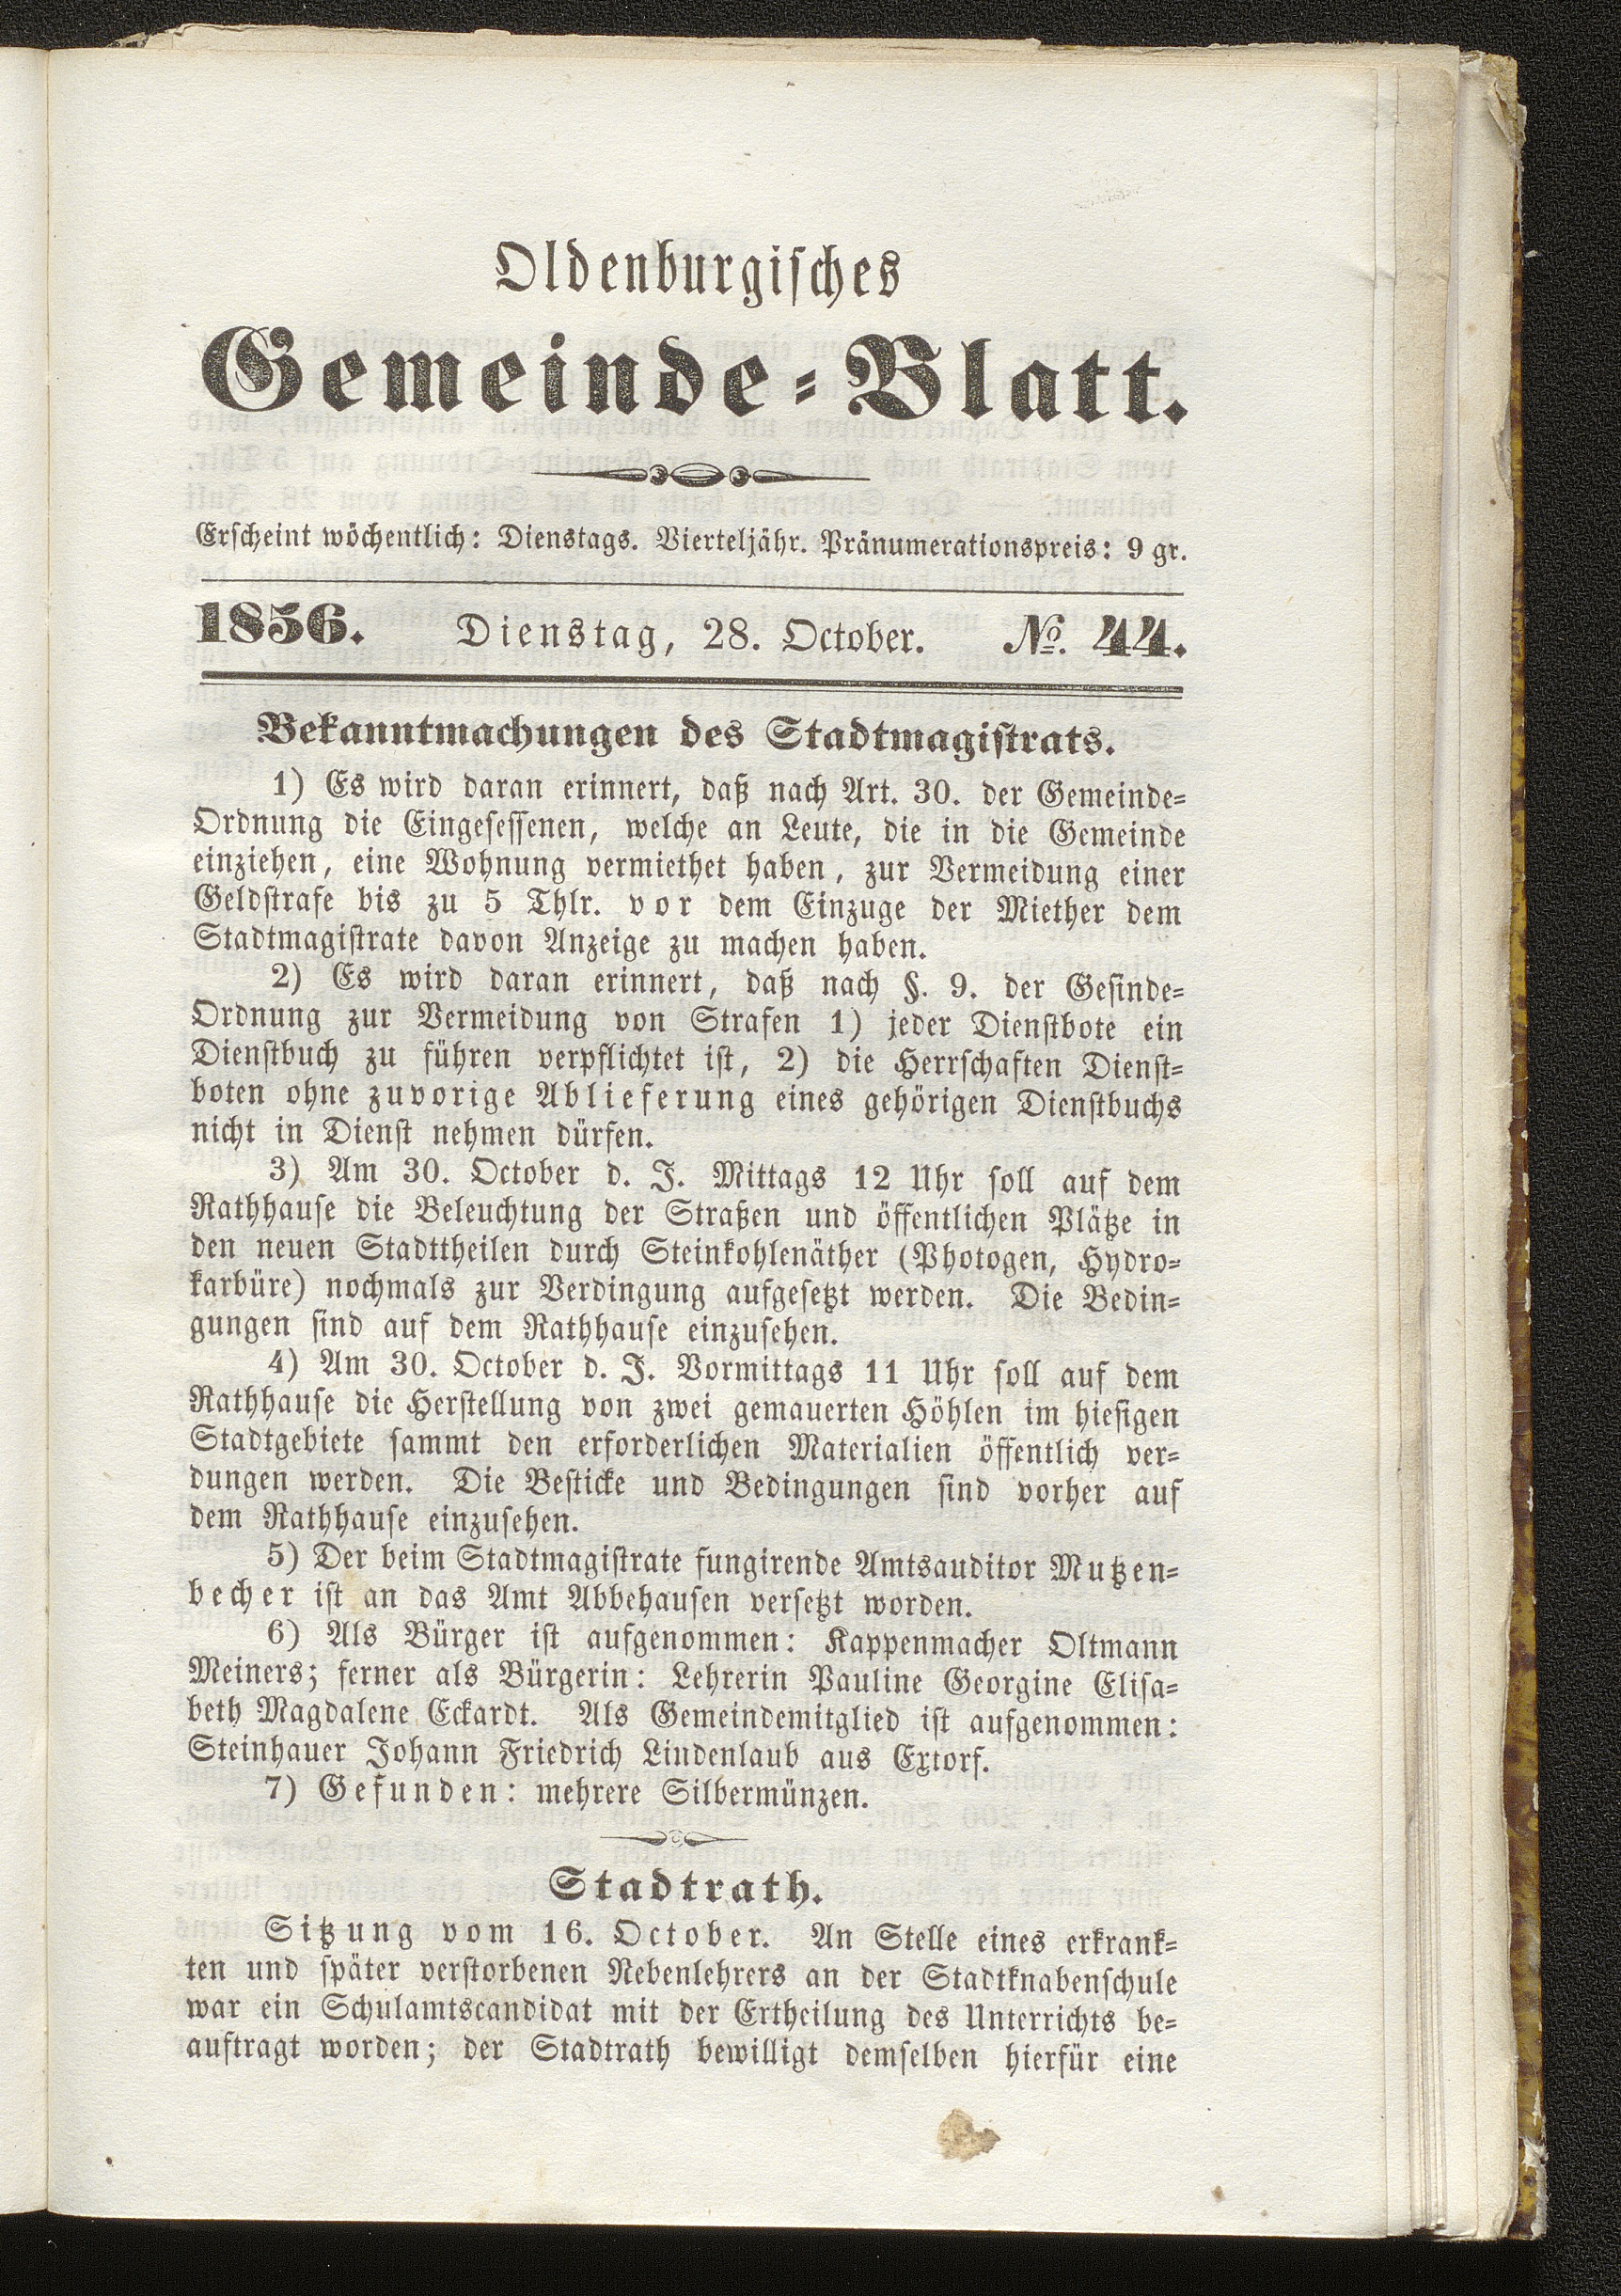 Oldenburgisches
Gemeinde-Blatt.
Erscheint wöchentlich: Dienstags. Vierteljähr. Pränumerationspreis: 9 gr.
1856. Dienstag, 28. October. No. 44.
Bekanntmachungen des Stadtmagistrats.
1) Es wird daran erinnert, daß nach Art. 30. der Gemeinde-
Ordnung die Eingesessenen, welche an Leute, die in die Gemeinde
einziehen, eine Wohnung vermiethet haben, zur Vermeidung einer
Geldstrafe bis zu 5 Thlr. vor dem Einzuge der Miether dem
Stadtmagistrate davon Anzeige zu machen haben.
2) Es wird daran erinnert, daß nach §. 9. der Gesinde-
Ordnung zur Vermeidung von Strafen 1) jeder Dienstbote ein
Dienstbuch zu führen verpflichtet ist, 2) die Herrschaften Dienst-
boten ohne zuvorige Ablieferung eines gehörigen Dienstbuchs
nicht in Dienst nehmen dürfen.
3) Am 30. October d. J. Mittags 12 Uhr soll auf dem
Rathhause die Beleuchtung der Straßen und öffentlichen Plätze in
den neuen Stadttheilen durch Steinkohlenäther (Photogen, Hydro-
karbüre) nochmals zur Verdingung aufgesetzt werden. Die Bedin-
gungen sind auf dem Rathhause einzusehen.
4) Am 30. October d. J. Vormittags 11 Uhr soll auf dem
Rathhause die Herstellung von zwei gemauerten Höhlen im hiesigen
Stadtgebiete sammt den erforderlichen Materialien öffentlich ver-
dungen werden. Die Besticke und Bedingungen sind vorher auf
dem Rathhause einzusehen.
5) Der beim Stadtmagistrate fungirende Amtsauditor Mutzen-
becher ist an das Amt Abbehausen versetzt worden.
6) Als Bürger ist aufgenommen: Kappenmacher Oltmann
Meiners; ferner als Bürgerin: Lehrerin Pauline Georgine Elisa-
beth Magdalene Eckardt. Als Gemeindemitglied ist aufgenommen:
Steinhauer Johann Friedrich Lindenlaub aus Extorf.
7) Gefunden: mehrere Silbermünzen.
Stadtrath.
Sitzung vom 16. October. An Stelle eines erkrank-
ten und später verstorbenen Nebenlehrers an der Stadtknabenschule
war ein Schulamtscandidat mit der Ertheilung des Unterrichts be-
auftragt worden; der Stadtrath bewilligt demselben hierfür eine